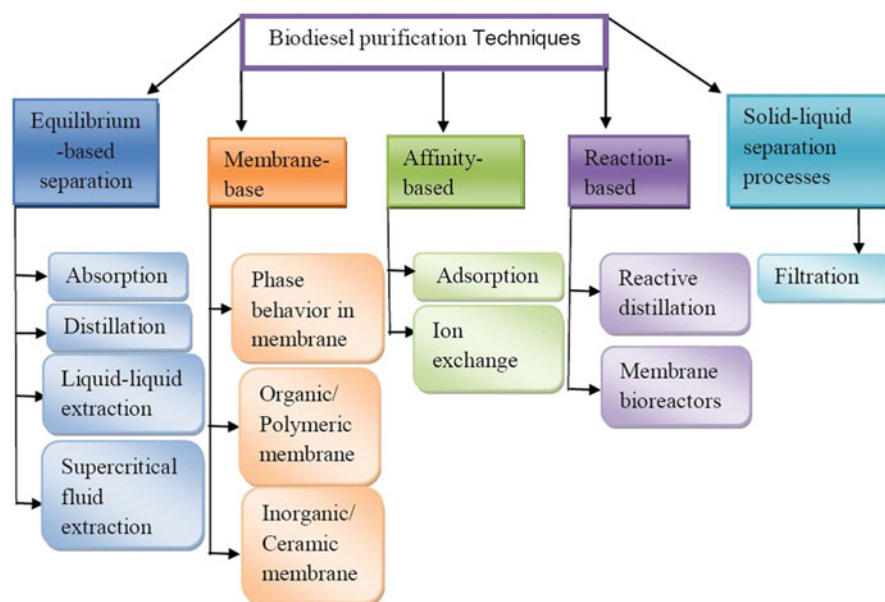 Biodiesel purification Techniques
Equilibrium
-based
separation
Membrane-
base
Affinity-
based
Reaction-
based
Solid-liquid
separation
processes
Absorption
Distillation
Liquid-liquid
extraction
Supercritical
fluid
extraction
Phase
behavior in
membrane
Organic/
Polymeric
membrane
Inorganic/
Ceramic
membrane
Adsorption
Ion
exchange
Reactive
distillation
Membrane
bioreactors
Filtration